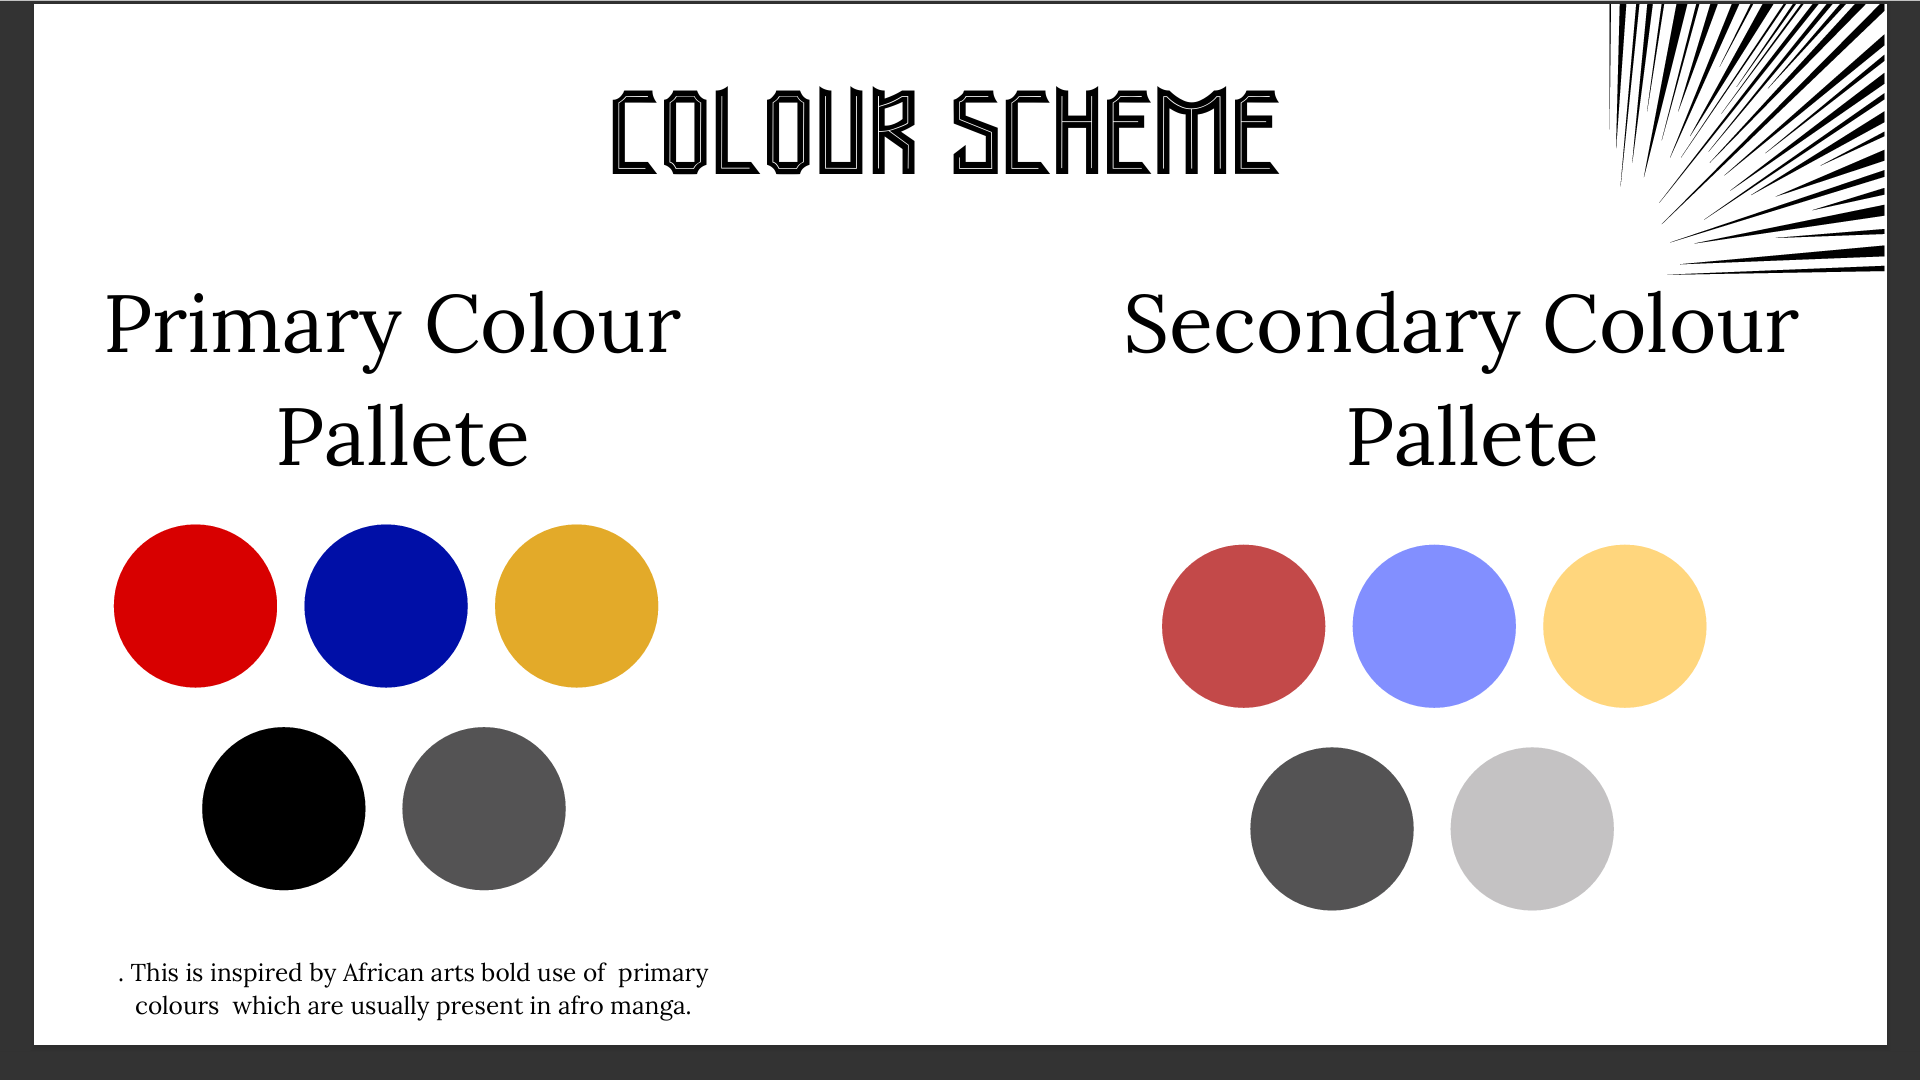 COLOUR SCHEME
Primary Colour
Pallete
Secondary Colour
Pallete
. This is inspired by African arts bold use of  primary
colours  which are usually present in afro manga.